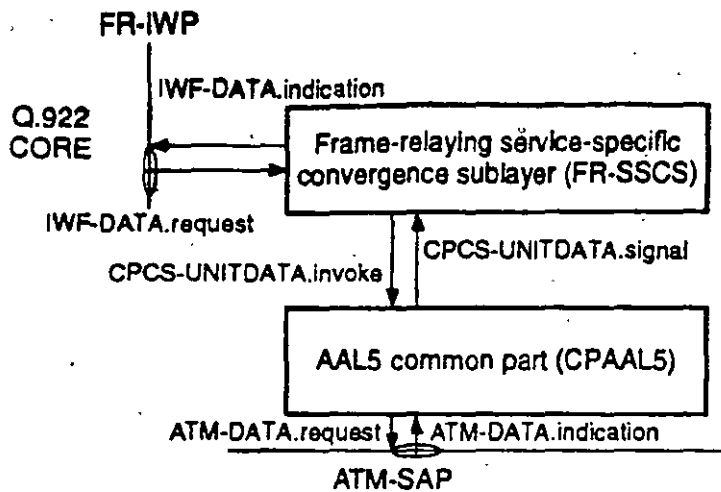 FR-IWP
IWF-DATA.indication
Q.922
CORE
Frame-relaying service-specific
convergence sublayer (FR-SSCS)
IWF-DATA.request
CPCS-UNITDATA.signal
CPCS-UNITDATA.invoke
AAL5 common part (CPAAL5)
ATM-DATA.request
ATM-DATA.indication
ATM-SAP